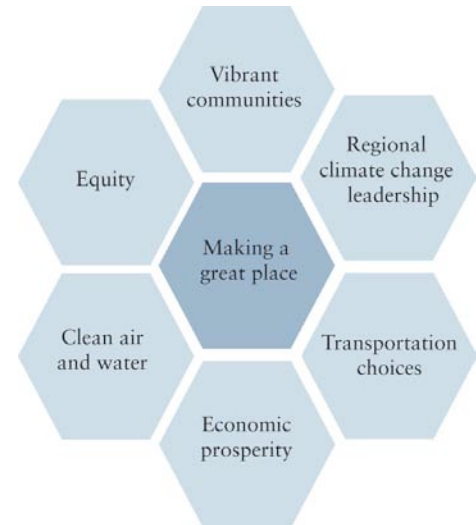 Vibrant
communities
Regional
climate change
leadership
Equity
Making a
great place
Clean air
and water
Transportation
choices
Economic
prosperity